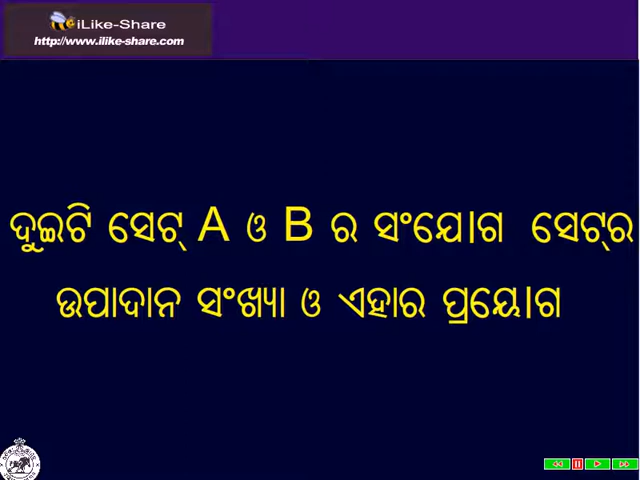 iLike-Share
http://www.ilike-share.com
ଦୁଇଟି ସେଟ୍ A ଓ B ର ସଂଯୋଗ ସେଟ୍‌ର
ଉପାଦାନ ସଂଖ୍ୟା ଓ ଏହାର ପ୍ରୟୋଗ